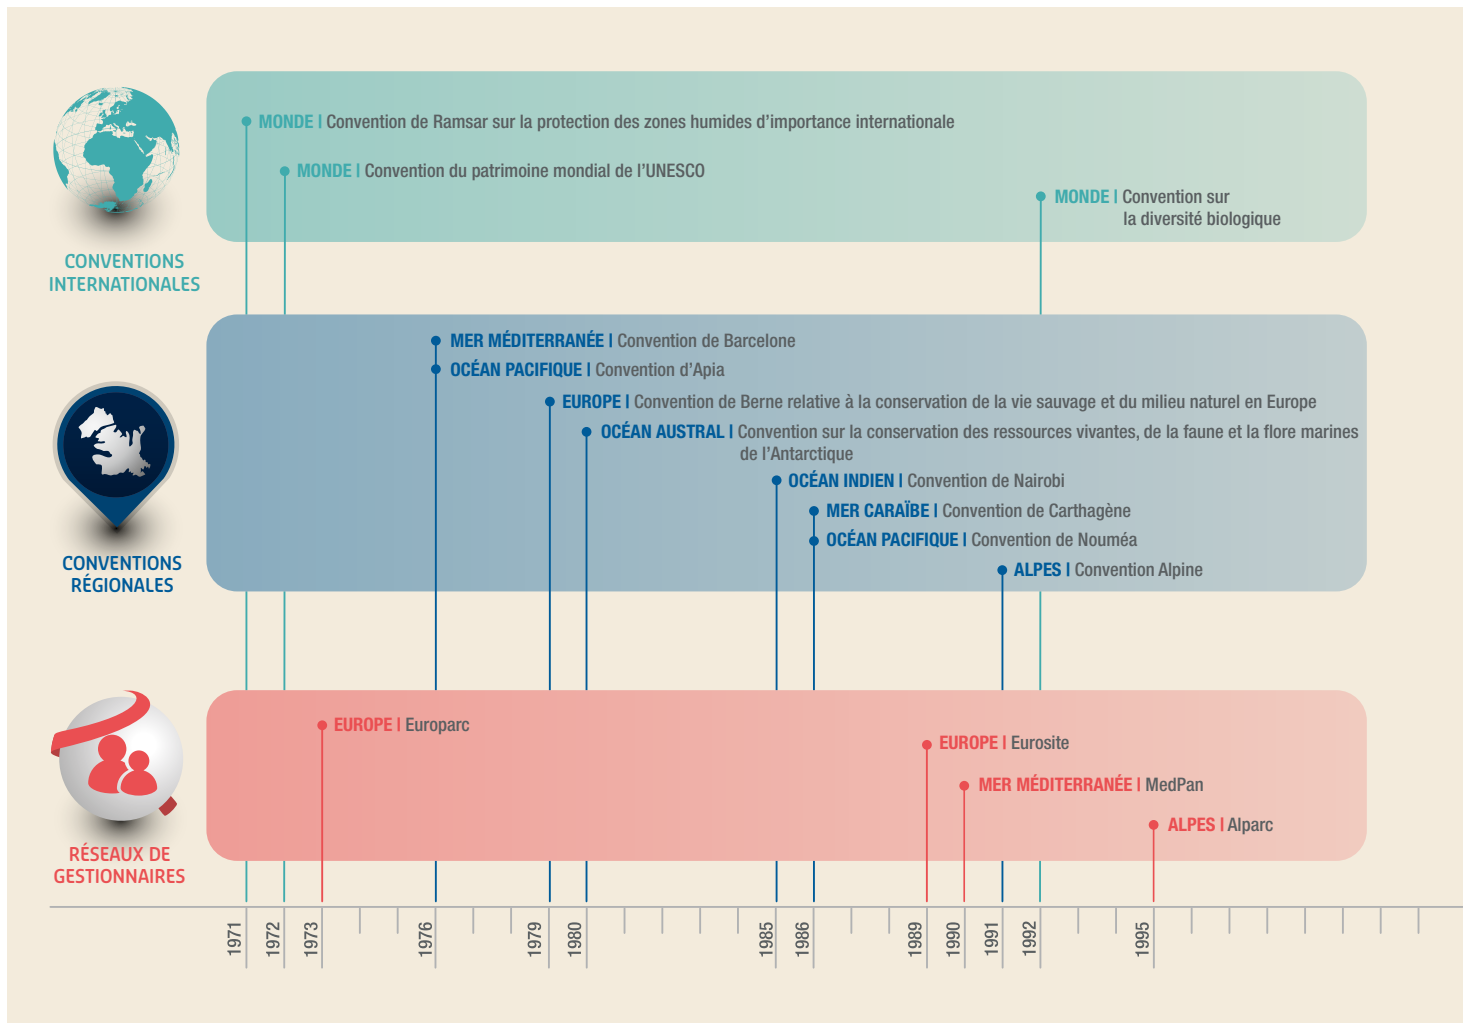 MONDE | Convention de Ramsar sur la protection des zones humides d’importance internationale
MONDE | Convention du patrimoine mondial de l’UNESCO
MONDE | Convention sur
la diversité biologique
CONVENTIONS
INTERNATIONALES
MER MÉDITERRANÉE | Convention de Barcelone
OCÉAN PACIFIQUE | Convention d’Apia
EUROPE | Convention de Berne relative à la conservation de la vie sauvage et du milieu naturel en Europe
OCÉAN AUSTRAL | Convention sur la conservation des ressources vivantes, de la faune et la flore marines
de l’Antarctique
OCÉAN INDIEN | Convention de Nairobi
MER CARAÏBE | Convention de Carthagène
OCÉAN PACIFIQUE | Convention de Nouméa
ALPES | Convention Alpine
CONVENTIONS
RÉGIONALES
EUROPE | Europarc
EUROPE | Eurosite
MER MÉDITERRANÉE | MedPan
ALPES | Alparc
RÉSEAUX DE
GESTIONNAIRES
1971
1972
1973
1976
1979
1980
1985
1986
1989
1990
1991
1992
1995